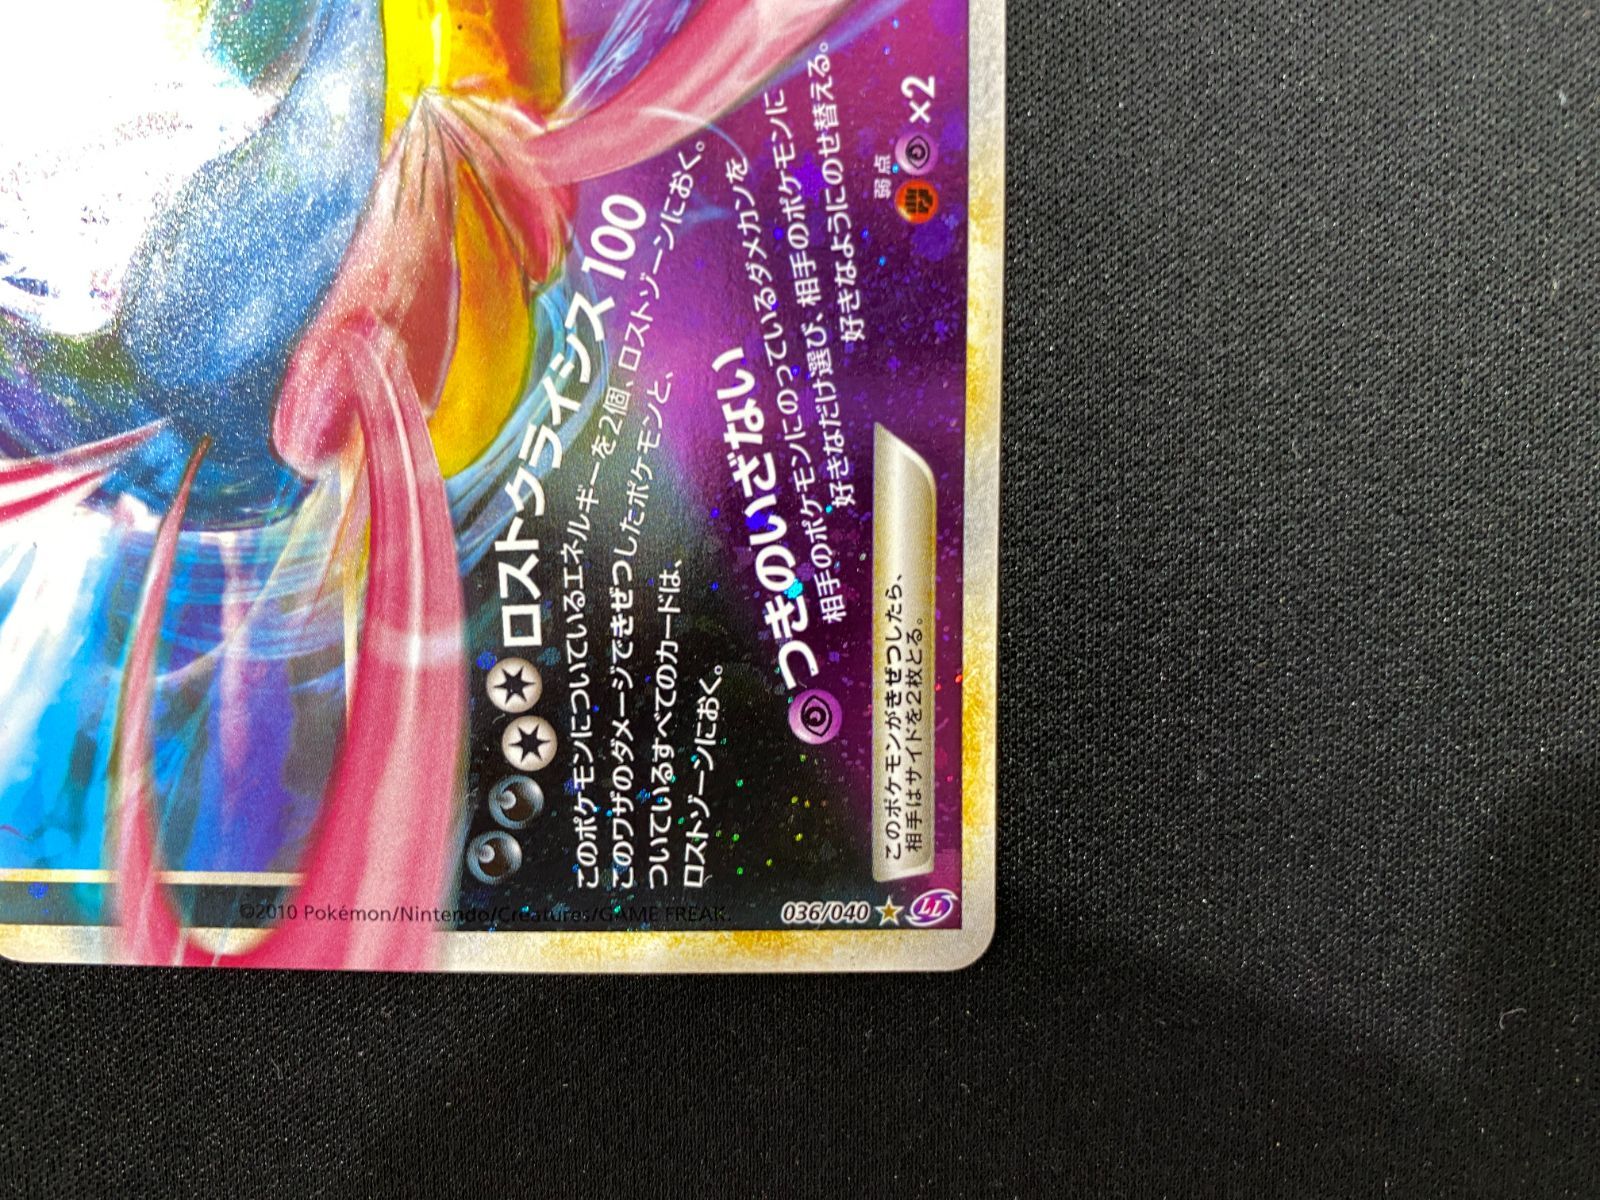 ロストクライシス 100
このポケモンについているエネルギーを2個、ロストゾーンにおく。
このワザのダメージできぜつしたポケモンと、
ついているすべてのカードは、
ロストゾーンにおく。
つきのいざない
相手のポケモンにのっているダメカンを
好きなだけ選び、相手のポケモンに
好きなようにのせ替える。
弱点
×2
このポケモンがきぜつしたら、
相手はサイドを2枚とる。
©2010 Pokémon/Nintendo/Creatures/GAME FREAK.
036/040
LL